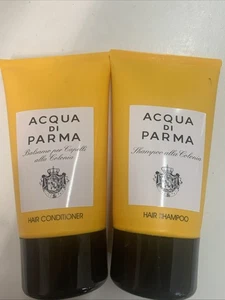 ACQUA
DI
PARMA
Balsamo per Capelli
alla Colonia
HAIR CONDITIONER
ACQUA
DI
PARMA
Shampoo alla Colonia
HAIR SHAMPOO